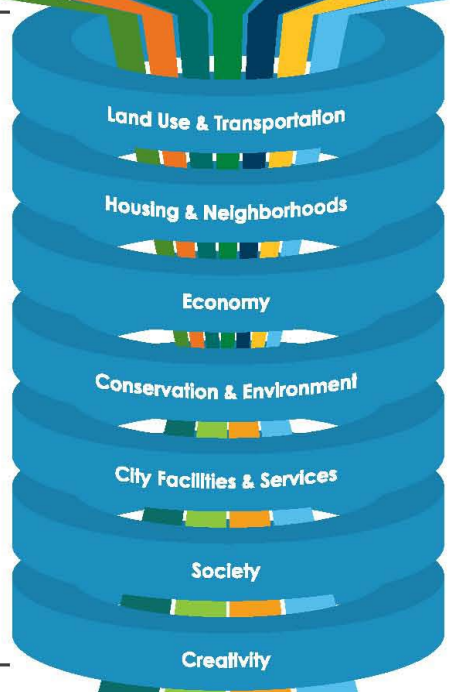 Land Use & Transportation
Housing & Neighborhoods
Economy
Conservation & Environment
City Facilities & Services
Society
Creativity